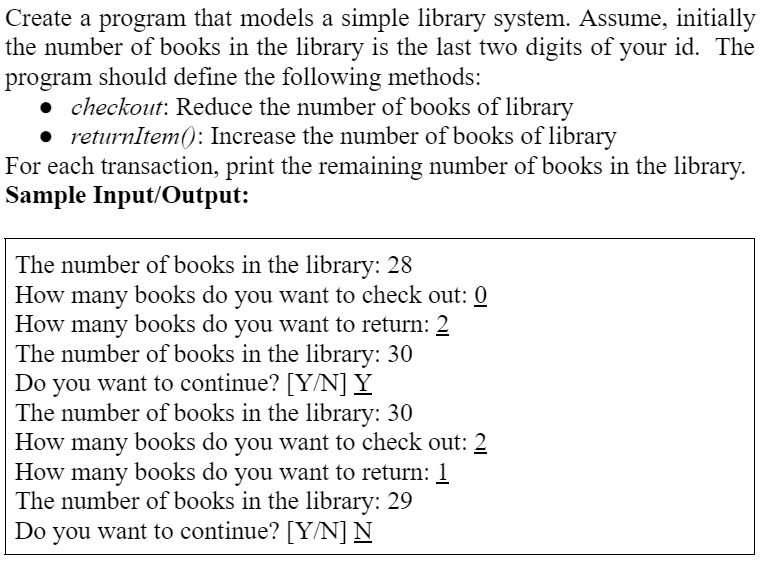 Create a program that models a simple library system. Assume, initially
the number of books in the library is the last two digits of your id. The
program should define the following methods:
• checkout: Reduce the number of books of library
• returnItem(): Increase the number of books of library
For each transaction, print the remaining number of books in the library.
Sample Input/Output:
The number of books in the library: 28
How many books do you want to check out: 0
How many books do you want to return: 2
The number of books in the library: 30
Do you want to continue? [Y/N] Y
The number of books in the library: 30
How many books do you want to check out: 2
How many books do you want to return: 1
The number of books in the library: 29
Do you want to continue? [Y/N] N